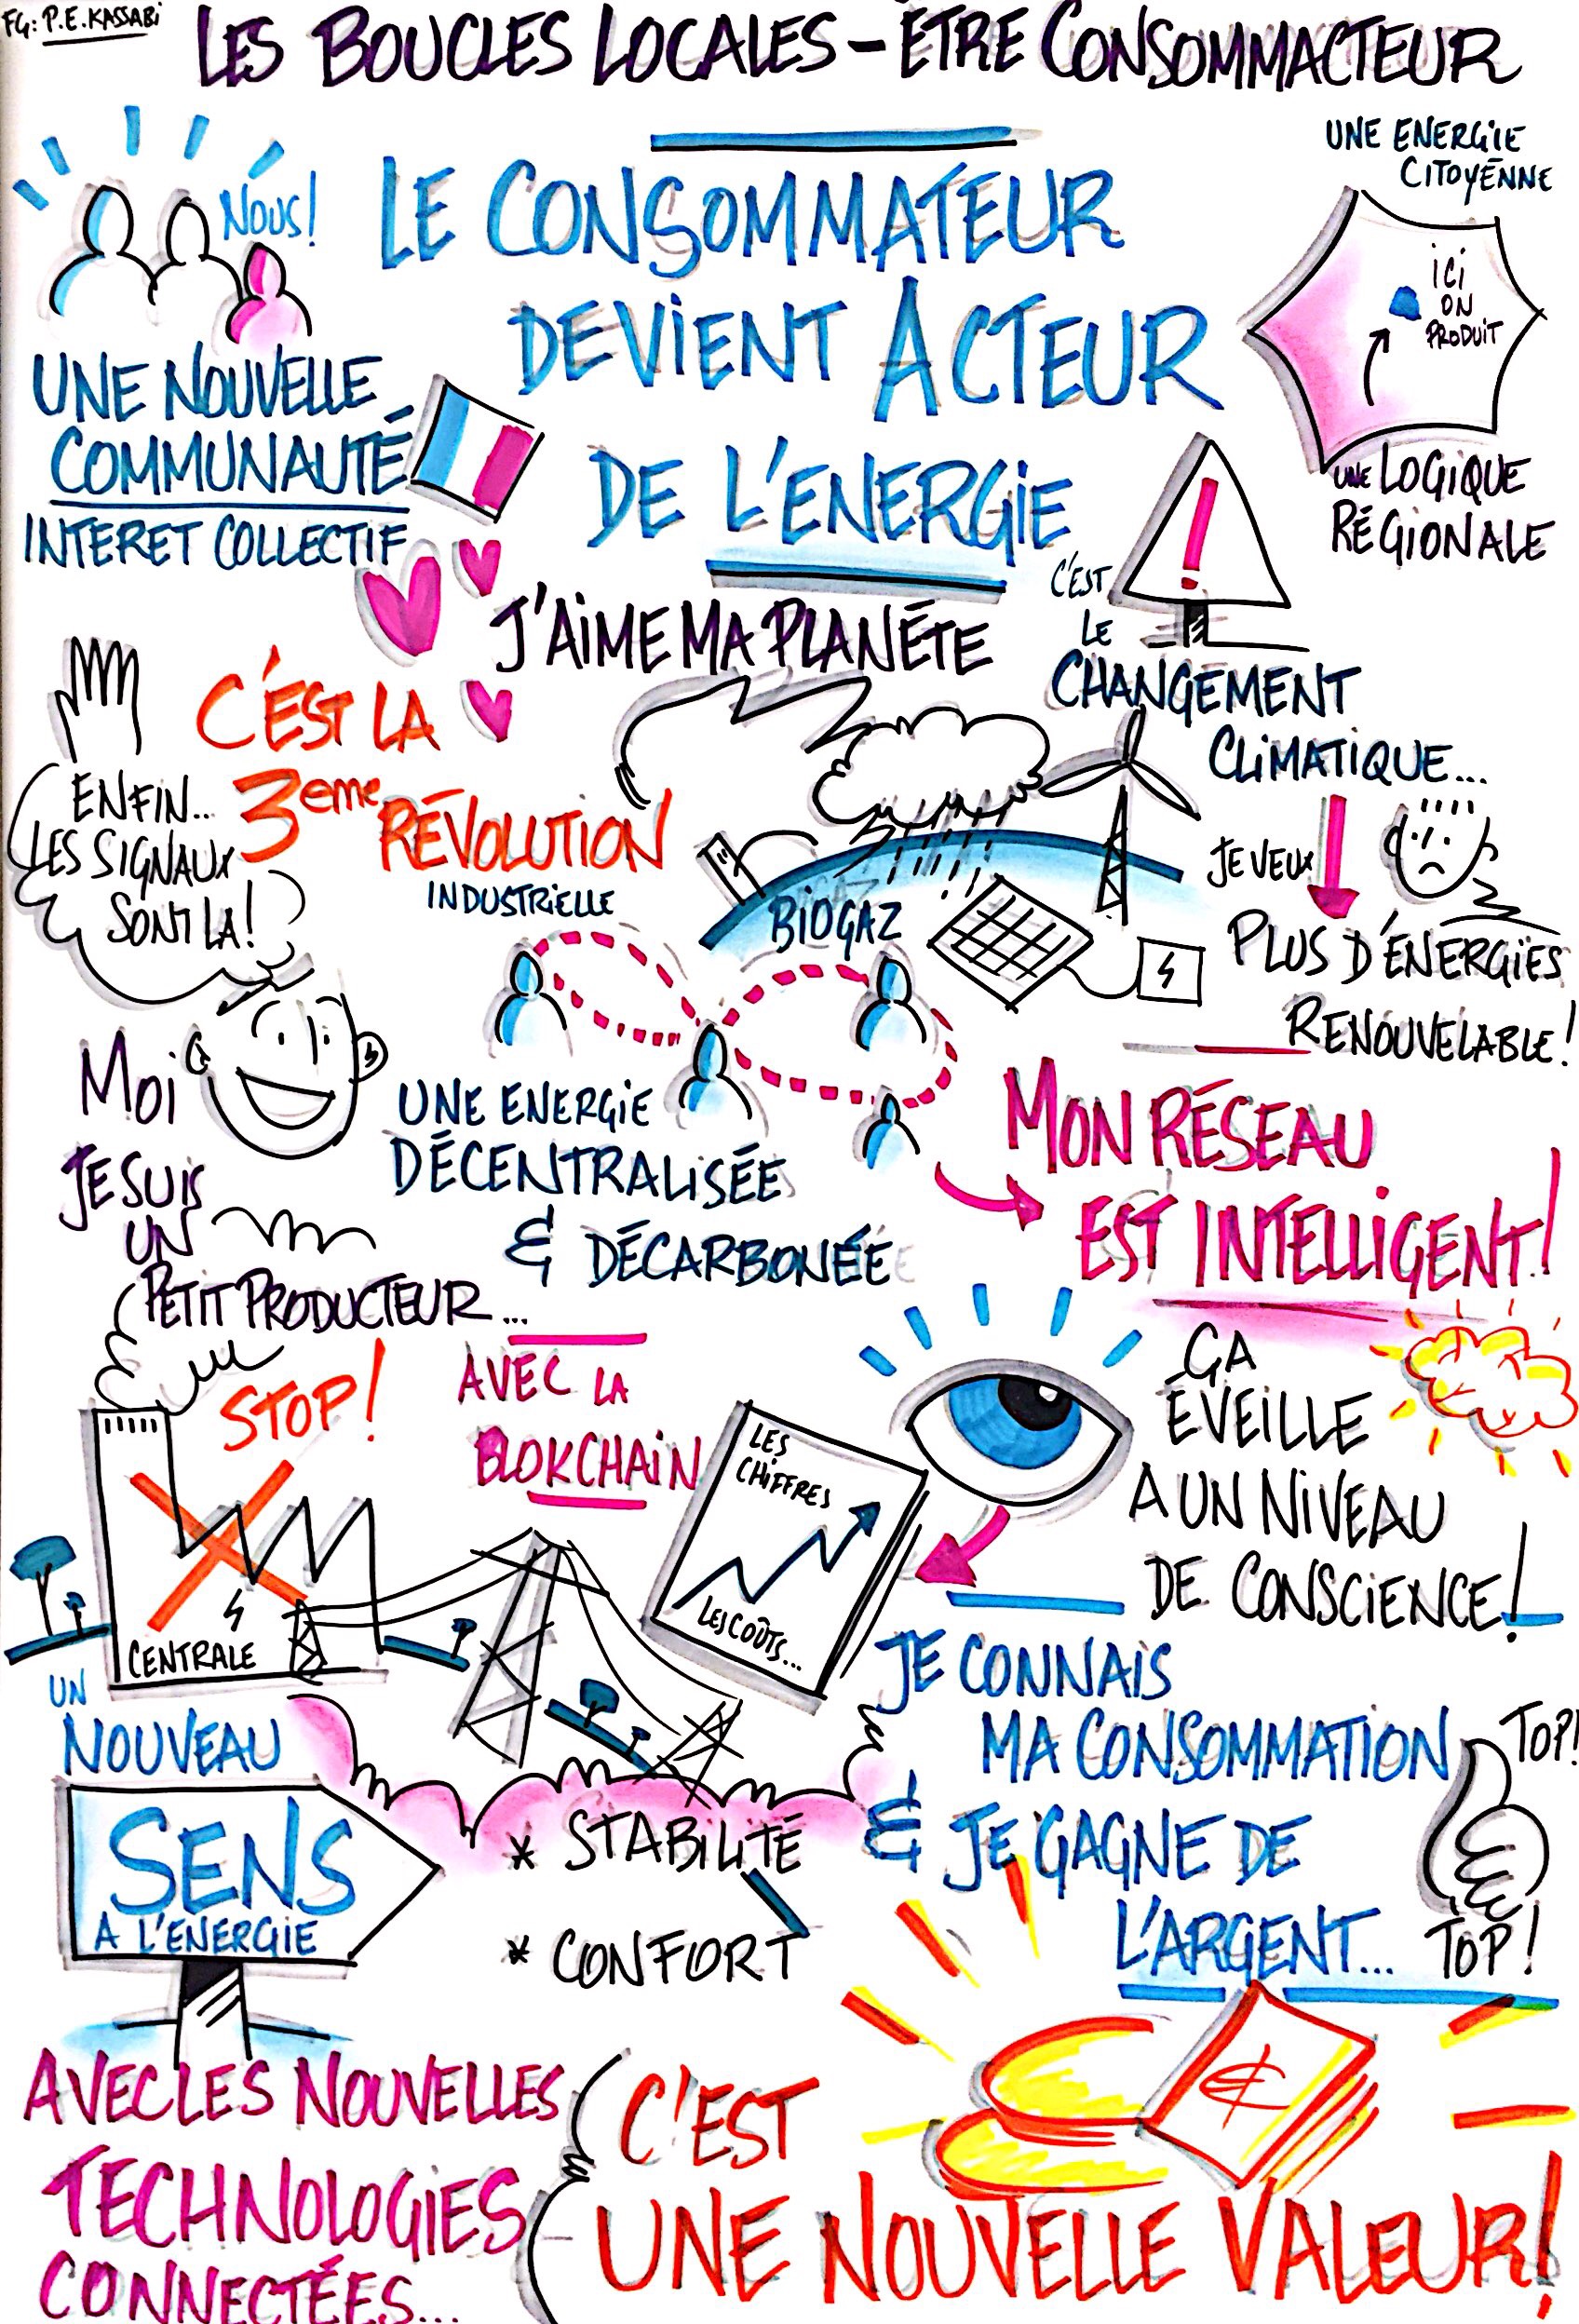 FG: P.E.KASSABI
LES BOUCLES LOCALES - ÊTRE CONSOMMACTEUR
NOUS!
UNE NOUVELLE
COMMUNAUTÉ
INTERET COLLECTIF
LE CONSOMMATEUR
DEVIENT ACTEUR
DE L'ENERGIE
UNE ENERGIE
CITOYENNE
ICI
ON
PRODUIT
UNE LOGIQUE
RÉGIONALE
J'AIME MA PLANÉTE
C'EST
LE
CHANGEMENT
CLIMATIQUE...
JE VEUX
PLUS D'ÉNERGIES
RENOUVELABLE!
ENFIN...
LES SIGNAUX
SONT LA!
C'EST LA
3eme RÉVOLUTION
INDUSTRIELLE
BIOGAZ
MOI
JE SUIS
UN
PETIT PRODUCTEUR...
UNE ENERGIE
DÉCENTRALISÉE
& DÉCARBONÉE
MON RÉSEAU
EST INTELLIGENT!
STOP!
CENTRALE
AVEC LA
BLOKCHAIN
LES
CHIFFRES
LES COÛTS...
ÇA
ÉVEILLE
A UN NIVEAU
DE CONSCIENCE!
JE CONNAIS
MA CONSOMMATION
& JE GAGNE DE
L'ARGENT...
TOP!
TOP!
UN
NOUVEAU
SENS
A L'ENERGIE
* STABILITÉ
* CONFORT
AVEC LES NOUVELLES
TECHNOLOGIES
CONNECTÉES...
C'EST
UNE NOUVELLE VALEUR!
€